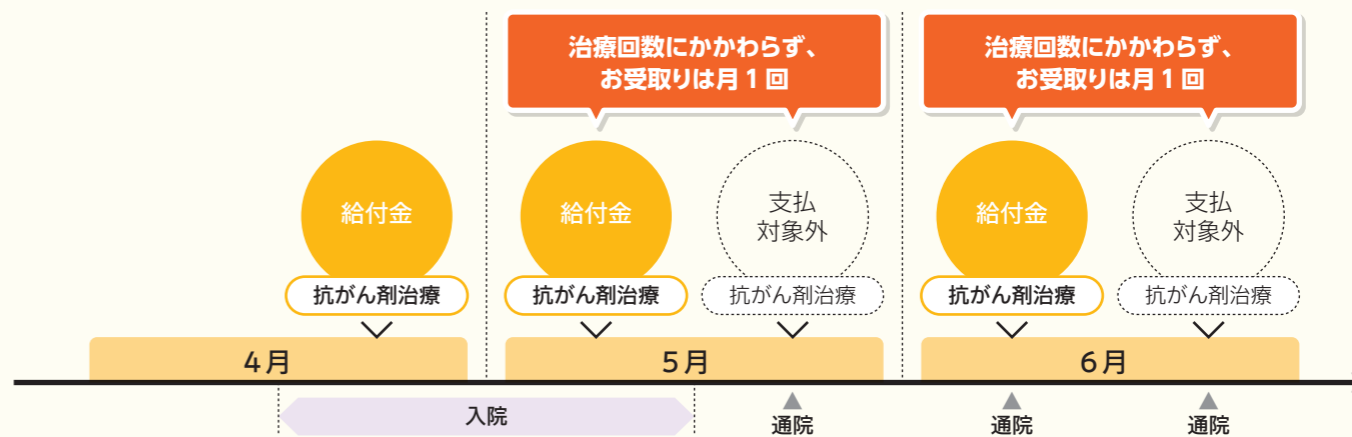 治療回数にかかわらず、
お受取りは月1回
治療回数にかかわらず、
お受取りは月1回
給付金
給付金
支払
対象外
給付金
支払
対象外
抗がん剤治療
抗がん剤治療
抗がん剤治療
抗がん剤治療
抗がん剤治療
4月
5月
6月
入院
通院
通院
通院